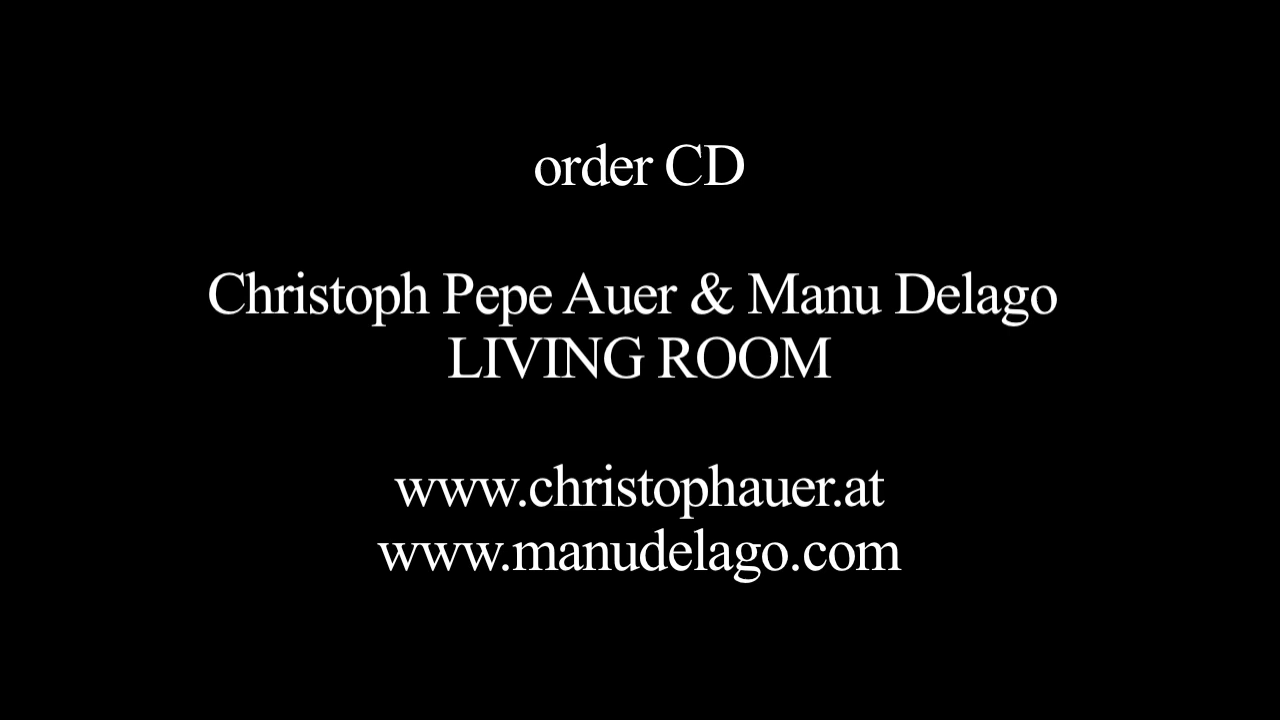 order CD
Christoph Pepe Auer & Manu Delago
LIVING ROOM
www.christophauer.at
www.manudelago.com